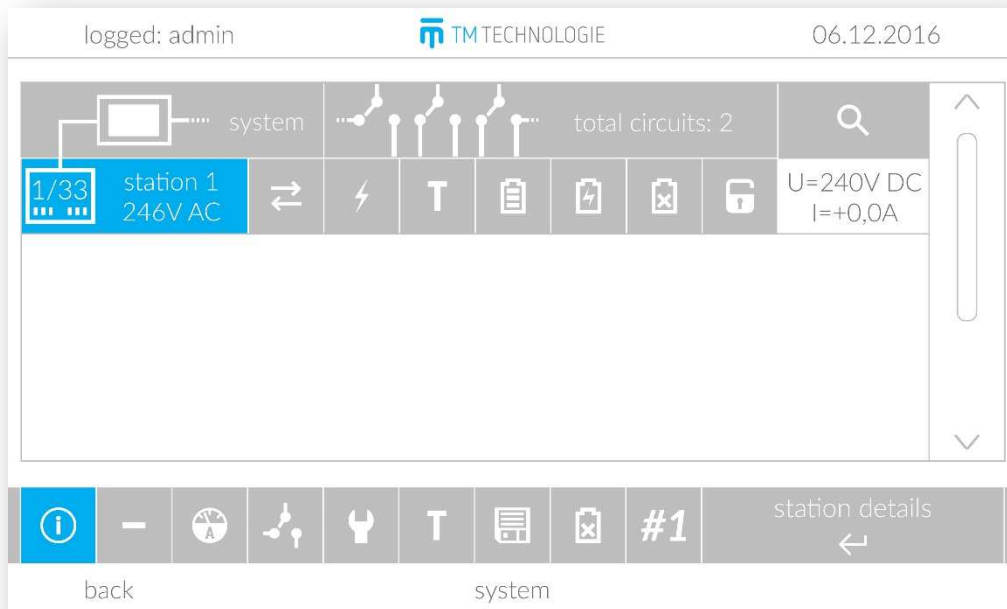 logged: admin
TM TECHNOLOGIE
06.12.2016
system
total circuits: 2
1/33
station 1
246V AC
T
U=240V DC
I=+0,0A
A
T
#1
station details
back
system